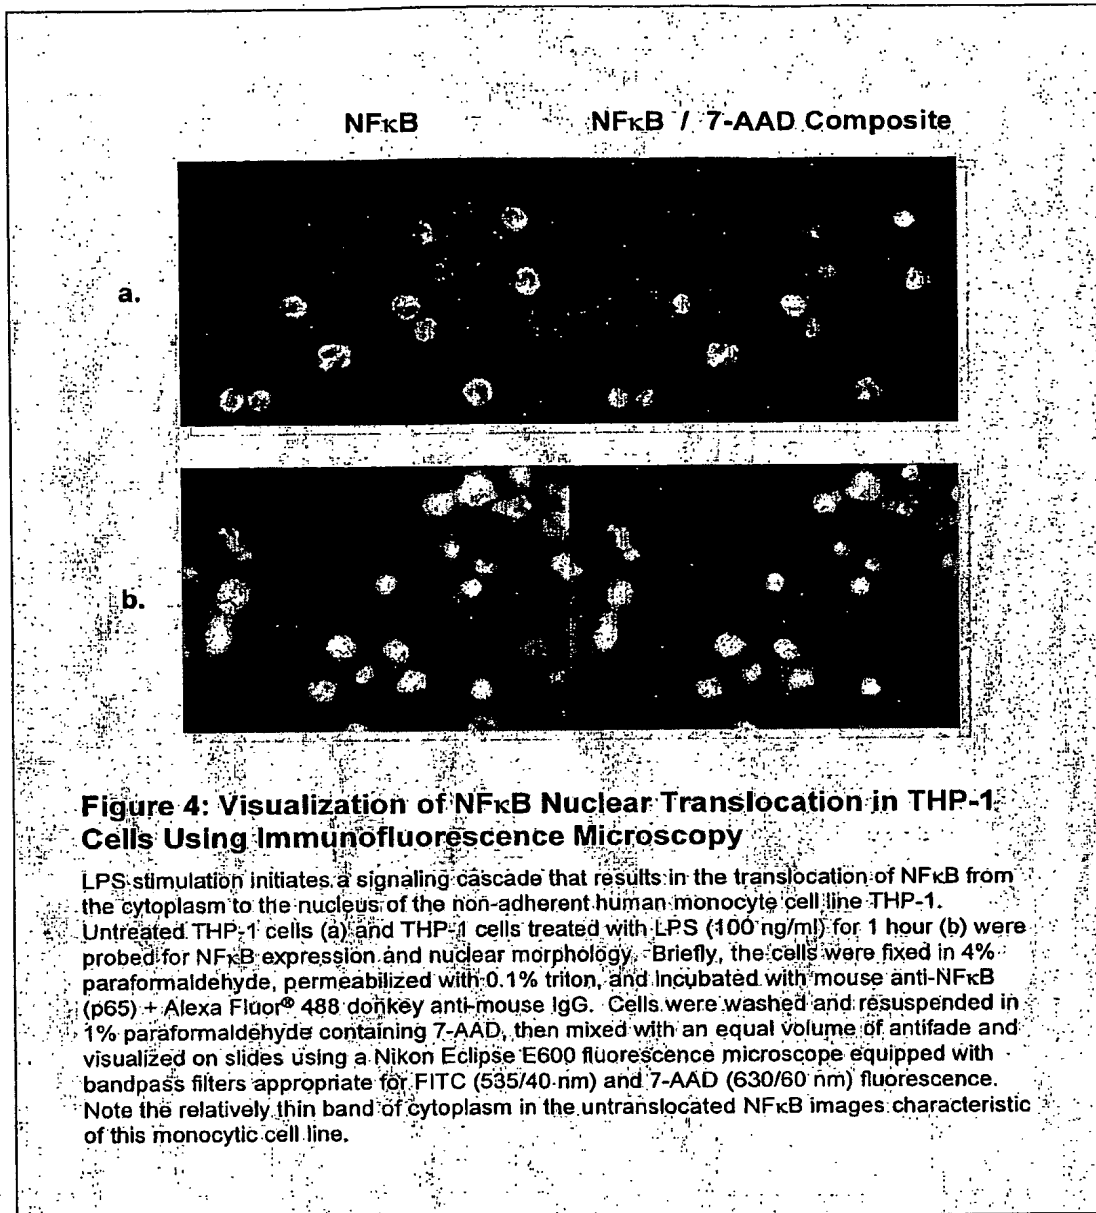 NFκB NFκB / 7-AAD Composite
a.
b.
Figure 4: Visualization of NFκB Nuclear Translocation in THP-1
Cells Using Immunofluorescence Microscopy
LPS stimulation initiates a signaling cascade that results in the translocation of NFκB from
the cytoplasm to the nucleus of the non-adherent human monocyte cell line THP-1.
Untreated THP-1 cells (a) and THP-1 cells treated with LPS (100 ng/ml) for 1 hour (b) were
probed for NFκB expression and nuclear morphology. Briefly, the cells were fixed in 4%
paraformaldehyde, permeabilized with 0.1% triton, and incubated with mouse anti-NFκB
(p65) + Alexa Fluor® 488 donkey anti-mouse IgG. Cells were washed and resuspended in
1% paraformaldehyde containing 7-AAD, then mixed with an equal volume of antifade and
visualized on slides using a Nikon Eclipse E600 fluorescence microscope equipped with
bandpass filters appropriate for FITC (535/40 nm) and 7-AAD (630/60 nm) fluorescence.
Note the relatively thin band of cytoplasm in the untranslocated NFκB images characteristic
of this monocytic cell line.